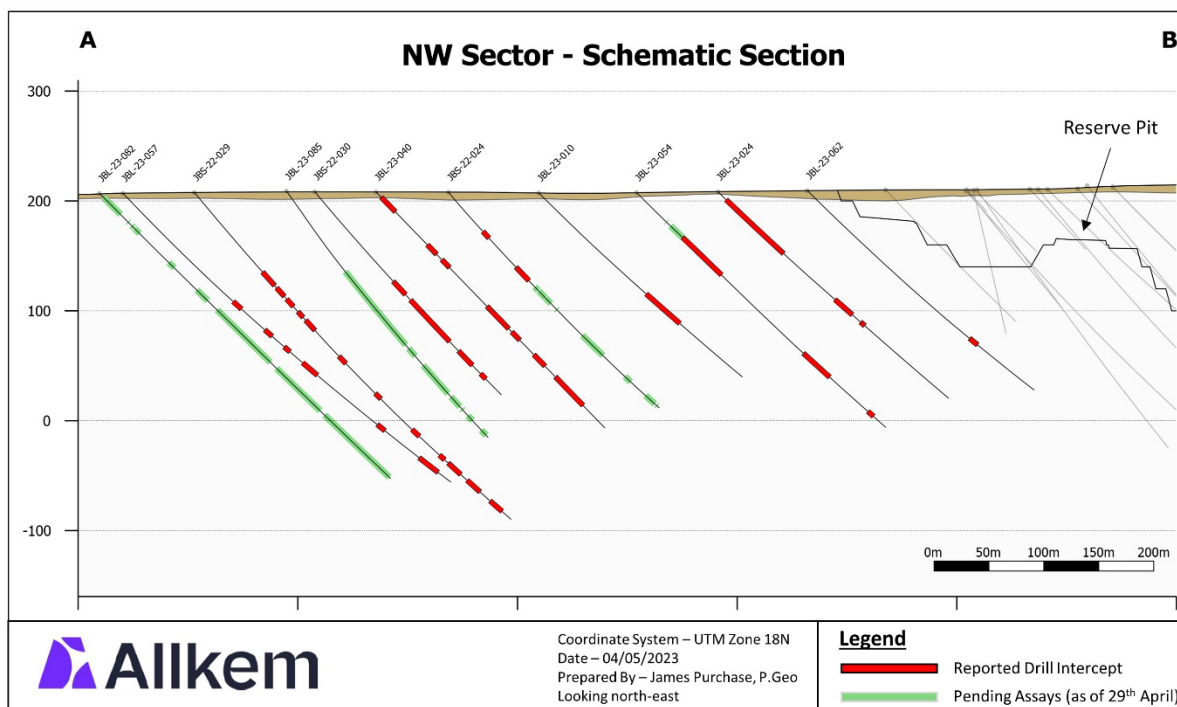 A
B
NW Sector - Schematic Section
300
200
100
0
-100
JBL-23-082
JBL-23-057
JBS-22-029
JBL-23-085
JBS-22-030
JBL-23-040
JBS-22-024
JBL-23-010
JBL-23-054
JBL-23-024
JBL-23-062
Reserve Pit
0m 50m 100m 150m 200m
Allkem
Coordinate System – UTM Zone 18N
Date – 04/05/2023
Prepared By – James Purchase, P.Geo
Looking north-east
Legend
Reported Drill Intercept
Pending Assays (as of 29th April)